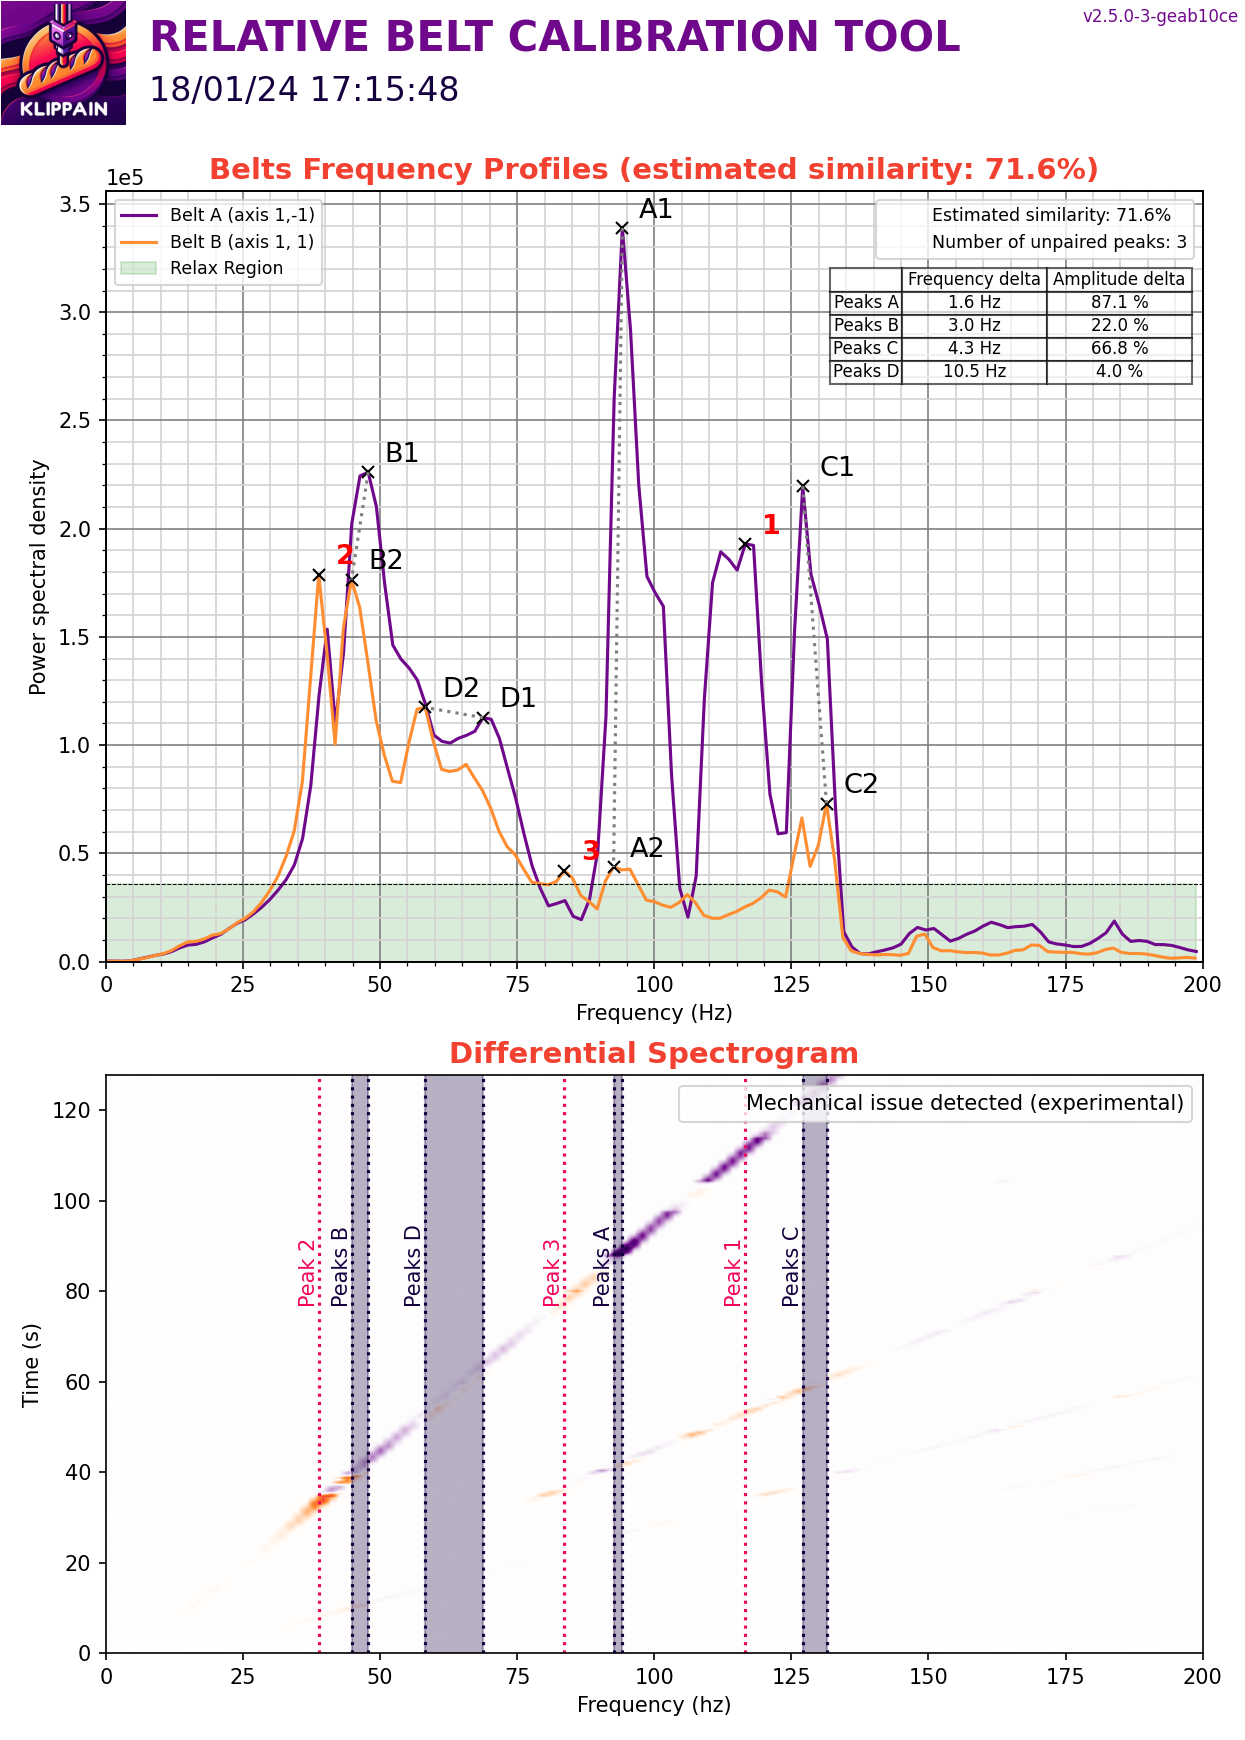 v2.5.0-3-geab10ce
RELATIVE BELT CALIBRATION TOOL
18/01/24 17:15:48
KLIPPAIN
Belts Frequency Profiles (estimated similarity: 71.6%)
1e5
Belt A (axis 1,-1)
Belt B (axis 1, 1)
Relax Region
Estimated similarity: 71.6%
Number of unpaired peaks: 3
Frequency delta Amplitude delta
Peaks A 1.6 Hz 87.1 %
Peaks B 3.0 Hz 22.0 %
Peaks C 4.3 Hz 66.8 %
Peaks D 10.5 Hz 4.0 %
A1
B1
C1
1
2
B2
D2
D1
C2
3
A2
3.5
3.0
2.5
2.0
1.5
1.0
0.5
0.0
Power spectral density
0 25 50 75 100 125 150 175 200
Frequency (Hz)
Differential Spectrogram
Mechanical issue detected (experimental)
Peak 2
Peaks B
Peaks D
Peak 3
Peaks A
Peak 1
Peaks C
120
100
80
60
40
20
0
Time (s)
0 25 50 75 100 125 150 175 200
Frequency (hz)